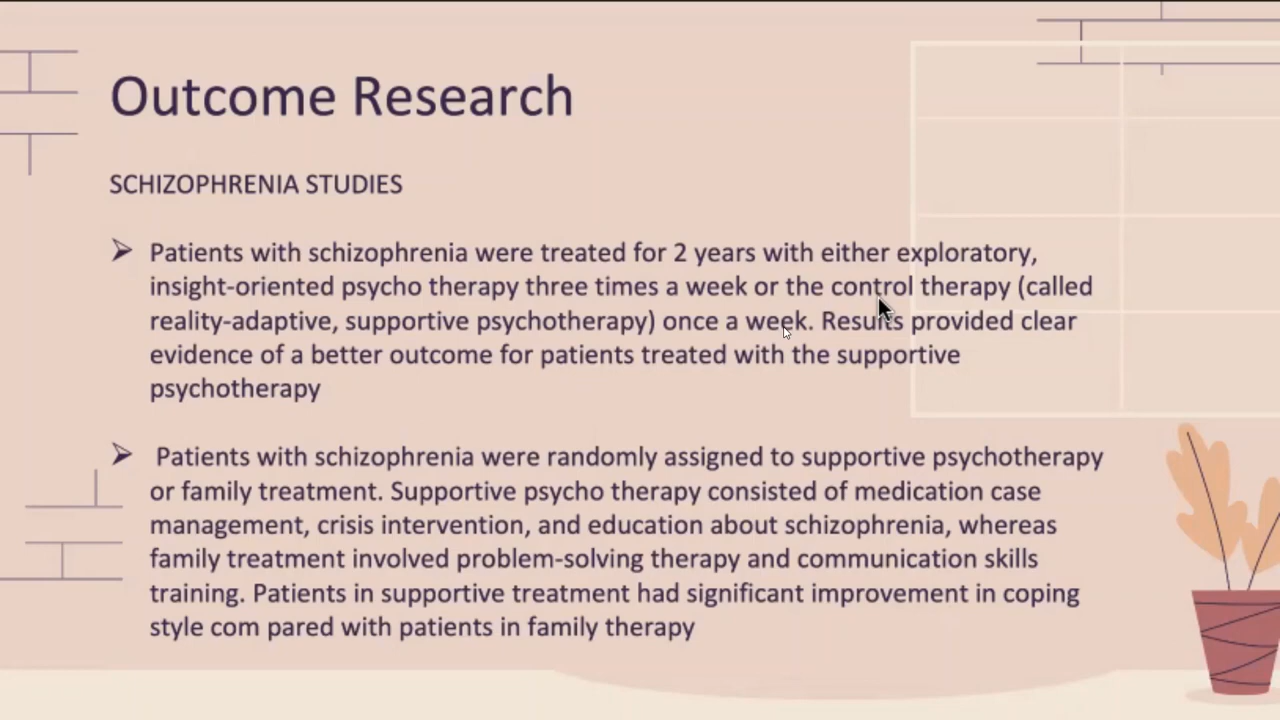 Outcome Research
SCHIZOPHRENIA STUDIES
Patients with schizophrenia were treated for 2 years with either exploratory,
insight-oriented psycho therapy three times a week or the control therapy (called
reality-adaptive, supportive psychotherapy) once a week. Results provided clear
evidence of a better outcome for patients treated with the supportive
psychotherapy
Patients with schizophrenia were randomly assigned to supportive psychotherapy
or family treatment. Supportive psycho therapy consisted of medication case
management, crisis intervention, and education about schizophrenia, whereas
family treatment involved problem-solving therapy and communication skills
training. Patients in supportive treatment had significant improvement in coping
style com pared with patients in family therapy